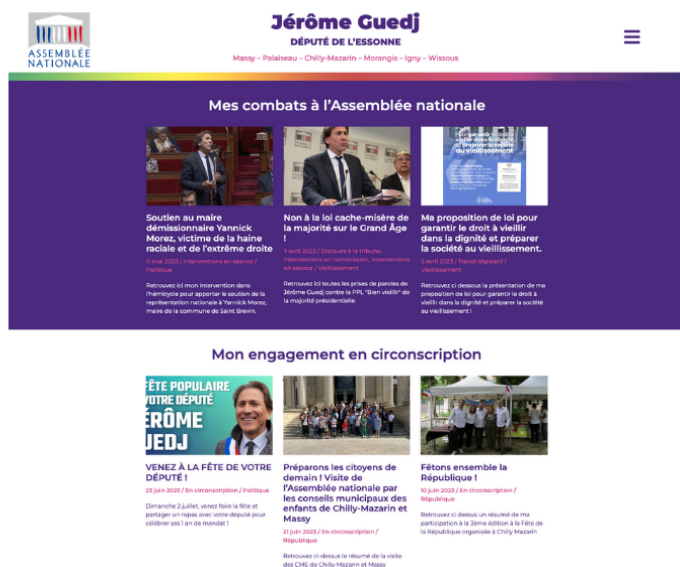 ASSEMBLÉE
NATIONALE
Jérôme Guedj
DÉPUTÉ DE L'ESSONNE
Massy – Palaiseau – Chilly-Mazarin – Morangis – Igny – Wissous
Mes combats à l'Assemblée nationale
Soutien au maire
démissionnaire Yannick
Morez, victime de la haine
raciale et de l'extrême droite
11 mai 2023 / Interventions en séance /
Politique
Retrouvez ici mon intervention dans
l'hémicycle pour apporter le soutien de la
représentation nationale à Yannick Morez,
maire de la commune de Saint Brevin.
Non à la loi cache-misère de
la majorité sur le Grand Âge
!
7 avril 2023 / Discours à la tribune,
Interventions en commission, Interventions
en séance / Vieillissement
Retrouvez ici toutes les prises de paroles de
Jérôme Guedj contre la PPL "Bien vieillir" de
la majorité présidentielle.
au vieillissement
Ma proposition de loi pour
garantir le droit à vieillir
dans la dignité et préparer
la société au vieillissement.
5 avril 2023 / Travail législatif /
Vieillissement
Retrouvez ci dessous la présentation de ma
proposition de loi pour garantir le droit à
vieillir dans la dignité et préparer la société
au vieillissement !
Mon engagement en circonscription
FÊTE POPULAIRE
VOTRE DÉPUTÉ
ÉRÔME
UEDJ
VENEZ À LA FÊTE DE VOTRE
DÉPUTÉ !
23 juin 2023 / En circonscription / Politique
Dimanche 2 juillet, venez faire la fête et
partager un repas avec votre député pour
célébrer ses 1 an de mandat !
Préparons les citoyens de
demain ! Visite de
l'Assemblée nationale par
les conseils municipaux des
enfants de Chilly-Mazarin et
Massy
21 juin 2023 / En circonscription /
République
Retrouvez ci-dessus le résumé de la visite
des CME de Chilly-Mazarin et Massy
Fêtons ensemble la
République !
10 juin 2023 / En circonscription /
République
Retrouvez ci dessus un résumé de ma
participation à la 3ème édition à la Fête de
la République organisée à Chilly Mazarin